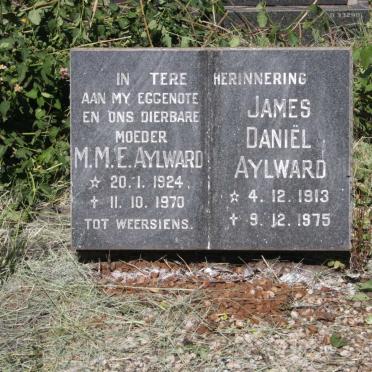 IN TERE HERINNERING
AAN MY EGGENOTE
EN ONS DIERBARE
MOEDER
M.M.E. AYLWARD
☆ 20.1.1924
✝ 11.10.1970
TOT WEERSIENS.
JAMES
DANIËL
AYLWARD
☆ 4.12.1913
✝ 9.12.1975